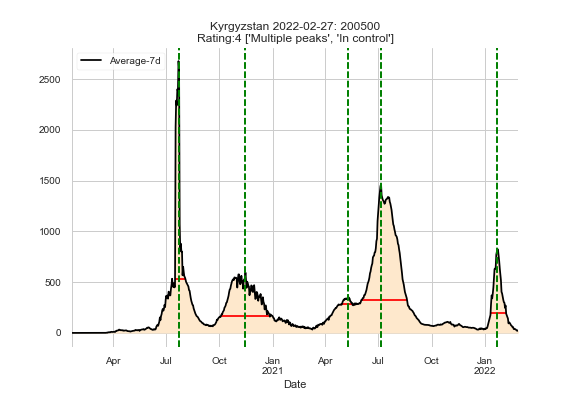 Kyrgyzstan 2022-02-27: 200500
Rating:4 ['Multiple peaks', 'In control']
Average-7d
2500
2000
1500
1000
500
0
Apr
Jul
Oct
Jan
2021
Apr
Jul
Oct
Jan
2022
Date